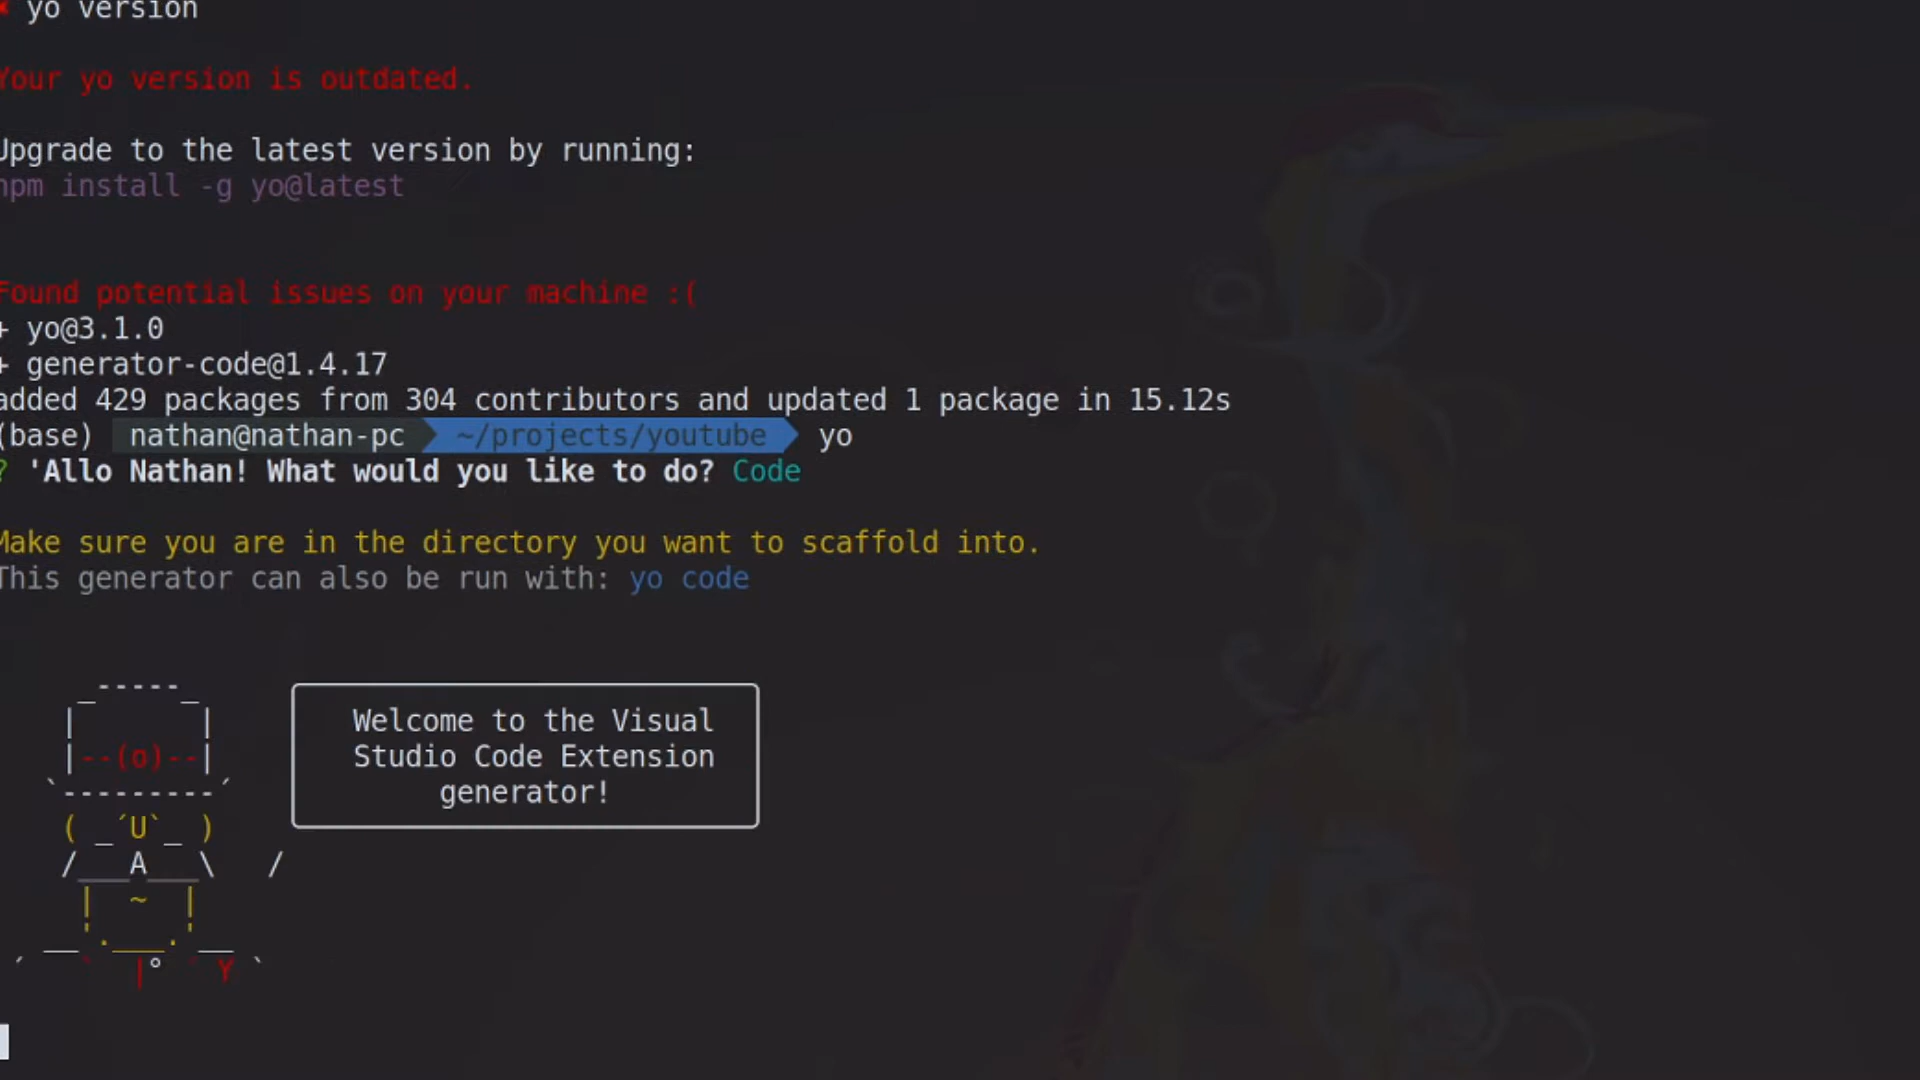 yo version
Your yo version is outdated.
Upgrade to the latest version by running:
npm install -g yo@latest
Found potential issues on your machine :(
+ yo@3.1.0
+ generator-code@1.4.17
added 429 packages from 304 contributors and updated 1 package in 15.12s
(base) nathan@nathan-pc ~/projects/youtube yo
? 'Allo Nathan! What would you like to do? Code
Make sure you are in the directory you want to scaffold into.
This generator can also be run with: yo code
Welcome to the Visual
Studio Code Extension
generator!